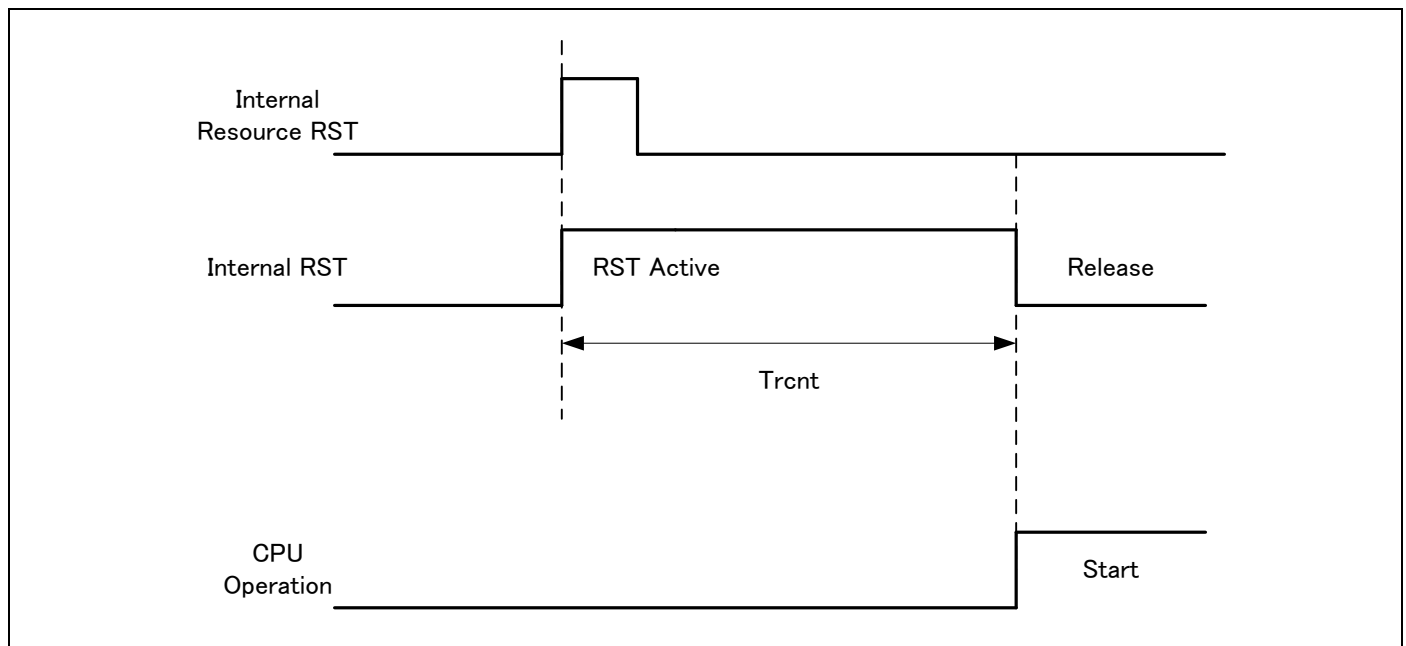 Internal
Resource RST
Internal RST
RST Active
Release
Trcnt
CPU
Operation
Start